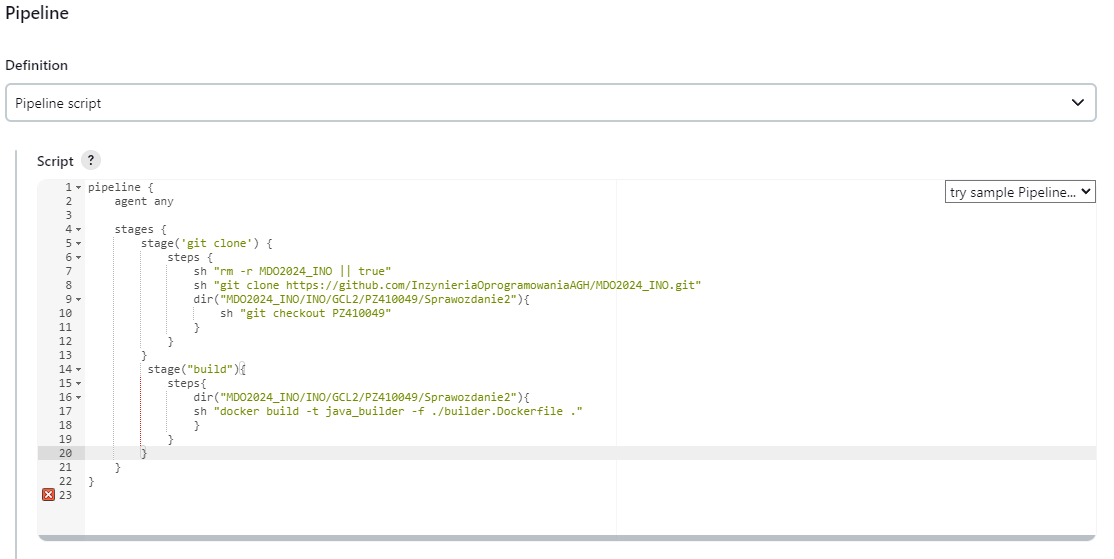 Pipeline
Definition
Pipeline script
Script ?
try sample Pipeline...
1 pipeline {
2     agent any
3
4     stages {
5         stage('git clone') {
6             steps {
7                 sh "rm -r MDO2024_INO || true"
8                 sh "git clone https://github.com/InzynieriaOprogramowaniaAGH/MDO2024_INO.git"
9                 dir("MDO2024_INO/INO/GCL2/PZ410049/Sprawozdanie2"){
10                     sh "git checkout PZ410049"
11                 }
12             }
13         }
14          stage("build"){
15             steps{
16                 dir("MDO2024_INO/INO/GCL2/PZ410049/Sprawozdanie2"){
17                 sh "docker build -t java_builder -f ./builder.Dockerfile ."
18                 }
19             }
20         }
21     }
22 }
23